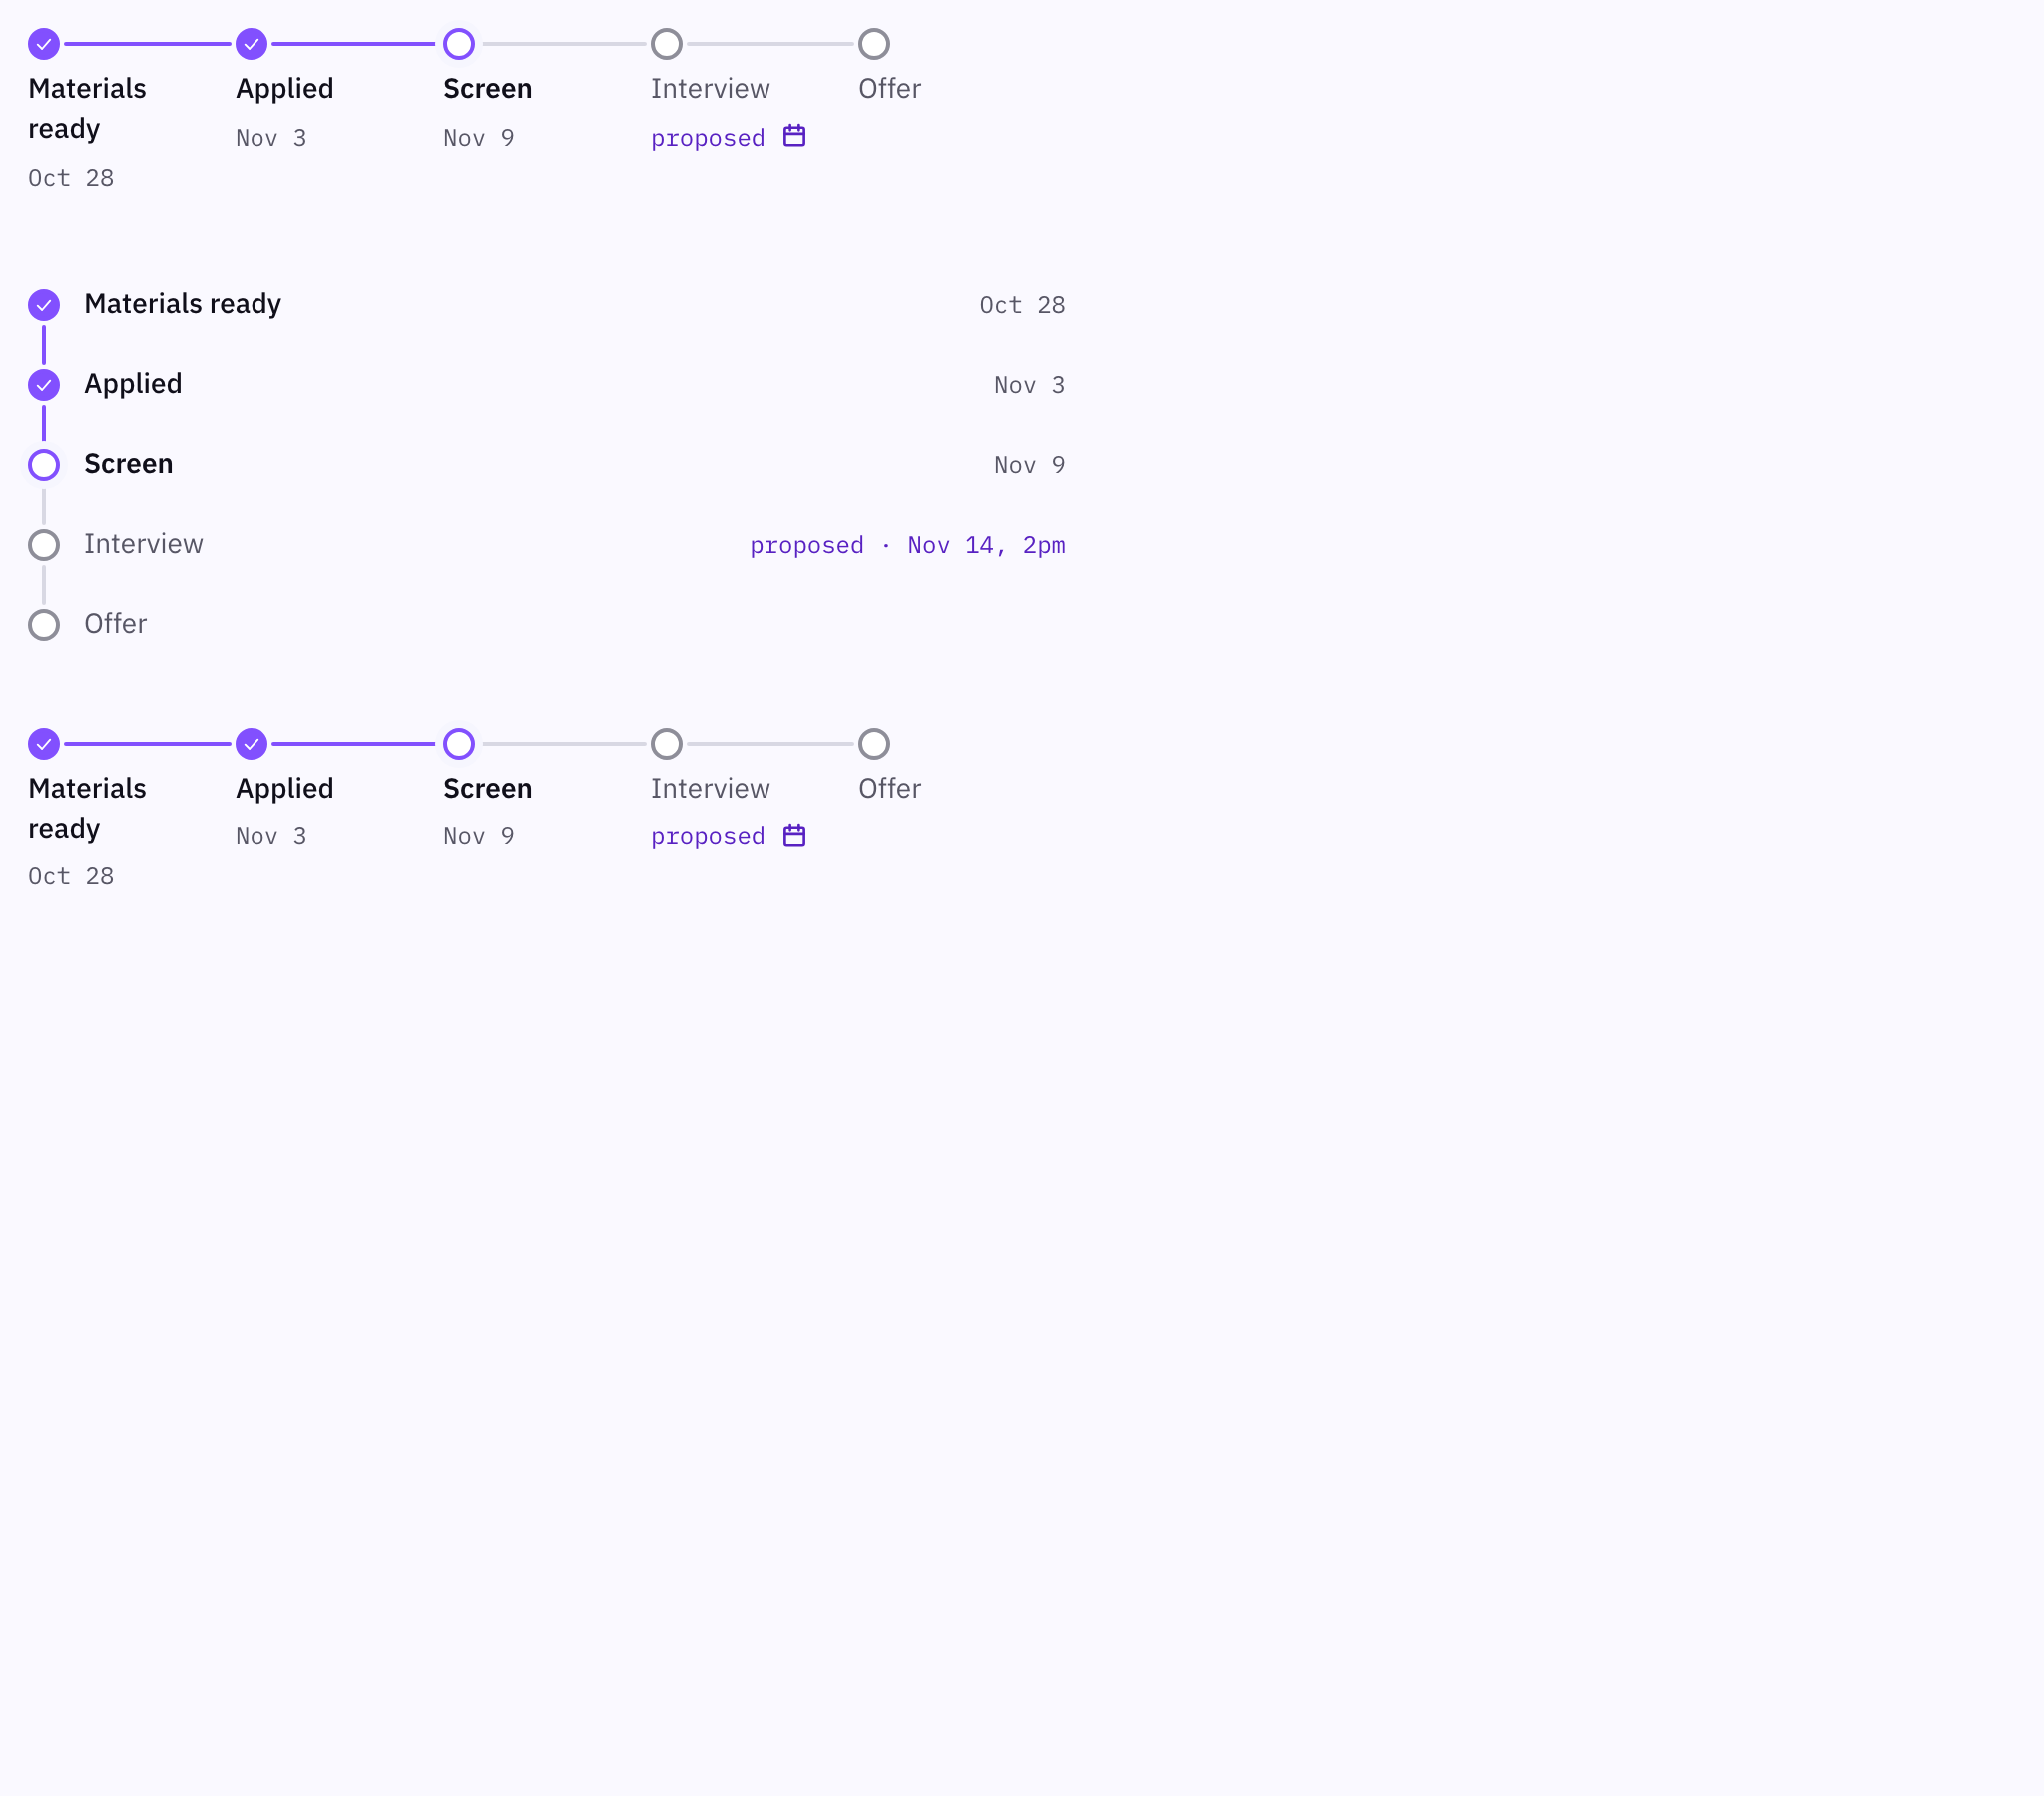 Materials ready
Applied
Screen
Interview
Offer
Oct 28
Nov 3
Nov 9
proposed
Materials ready
Oct 28
Applied
Nov 3
Screen
Nov 9
Interview
proposed · Nov 14, 2pm
Offer
Materials ready
Applied
Screen
Interview
Offer
Oct 28
Nov 3
Nov 9
proposed